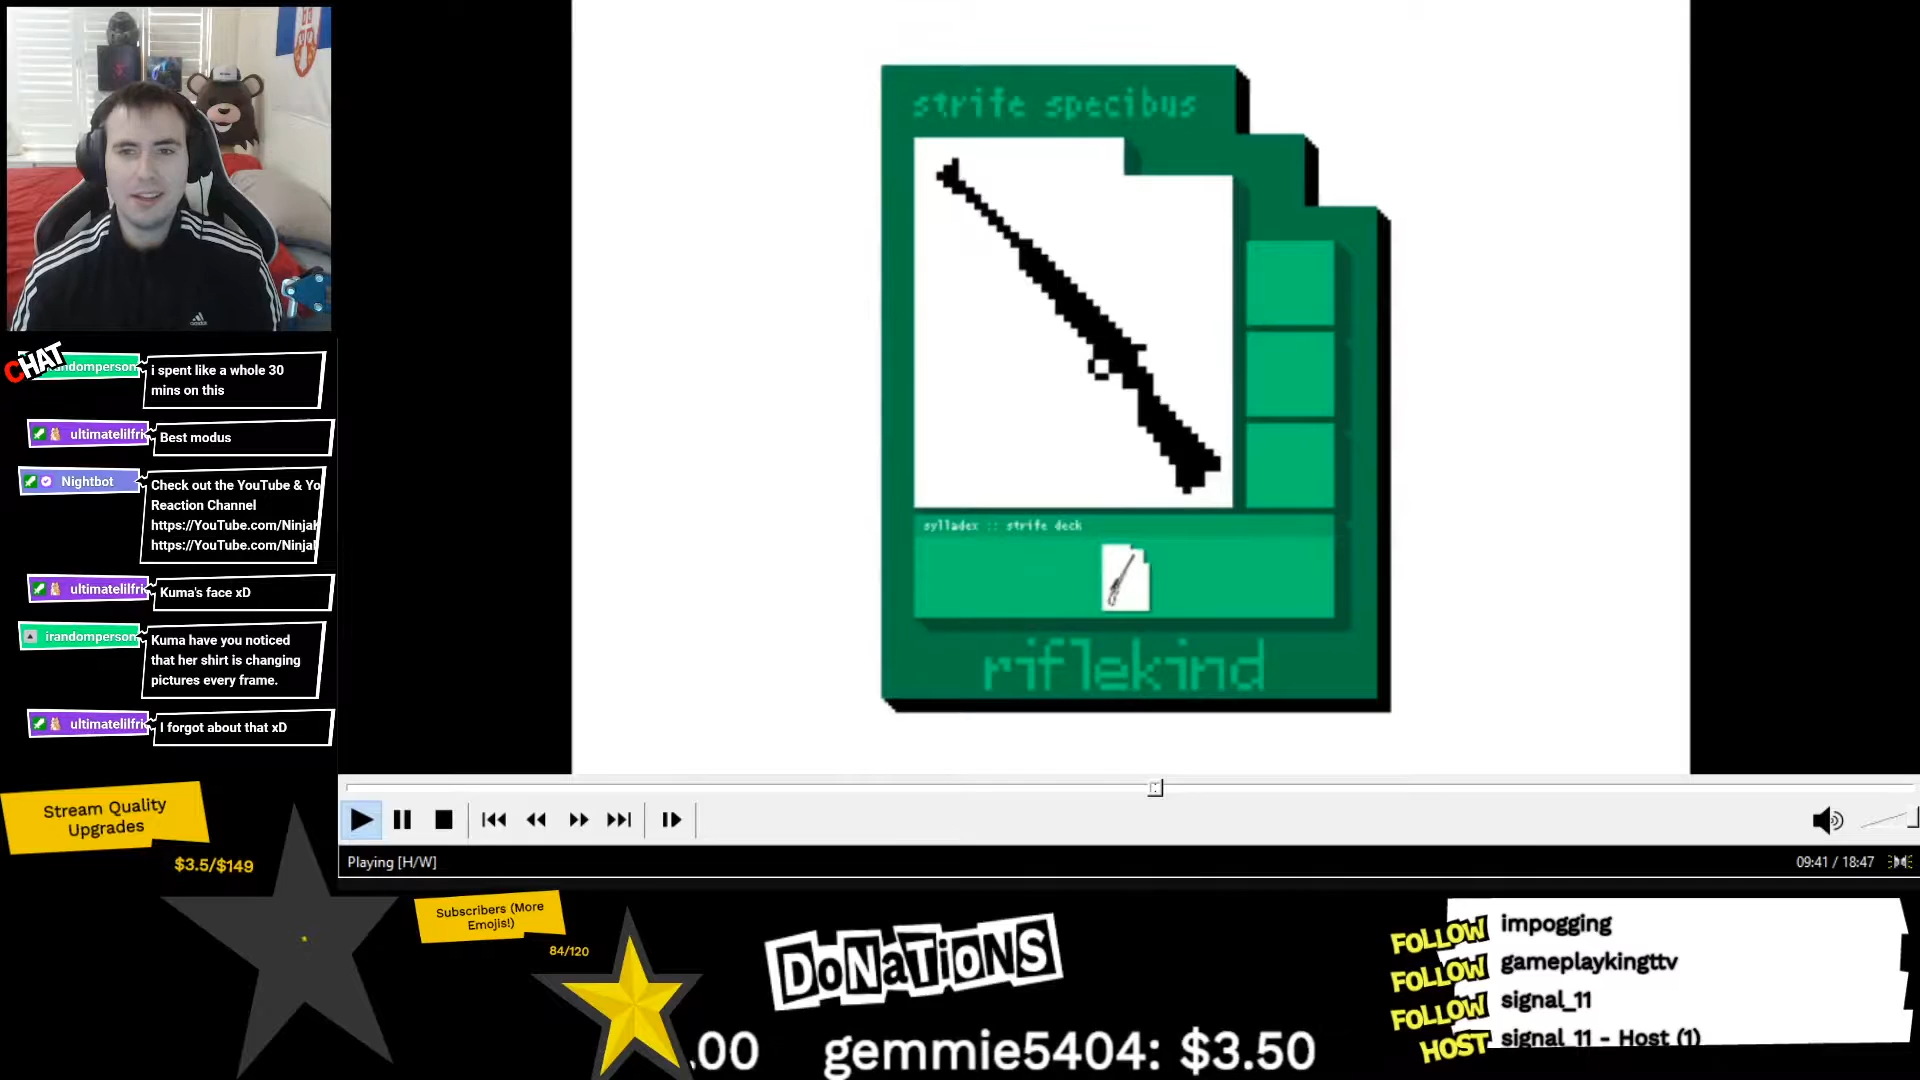 strife specibus
sylladex :: strife deck
riflekind
CHAT
i spent like a whole 30
mins on this
ultimatelilfri
Best modus
Nightbot
Check out the YouTube & Yo
Reaction Channel
https://YouTube.com/Ninjak
https://YouTube.com/Ninjal
ultimatelilfri
Kuma's face xD
irandomperson
Kuma have you noticed
that her shirt is changing
pictures every frame.
ultimatelilfri
I forgot about that xD
Playing [H/W]
09:41 / 18:47
Stream Quality
Upgrades
$3.5/$149
Subscribers (More
Emojis!)
84/120
DoNaTioNS
.00 gemmie5404: $3.50
FOLLOW impogging
FOLLOW gameplaykingttv
FOLLOW signal_11
HOST signal_11 - Host (1)